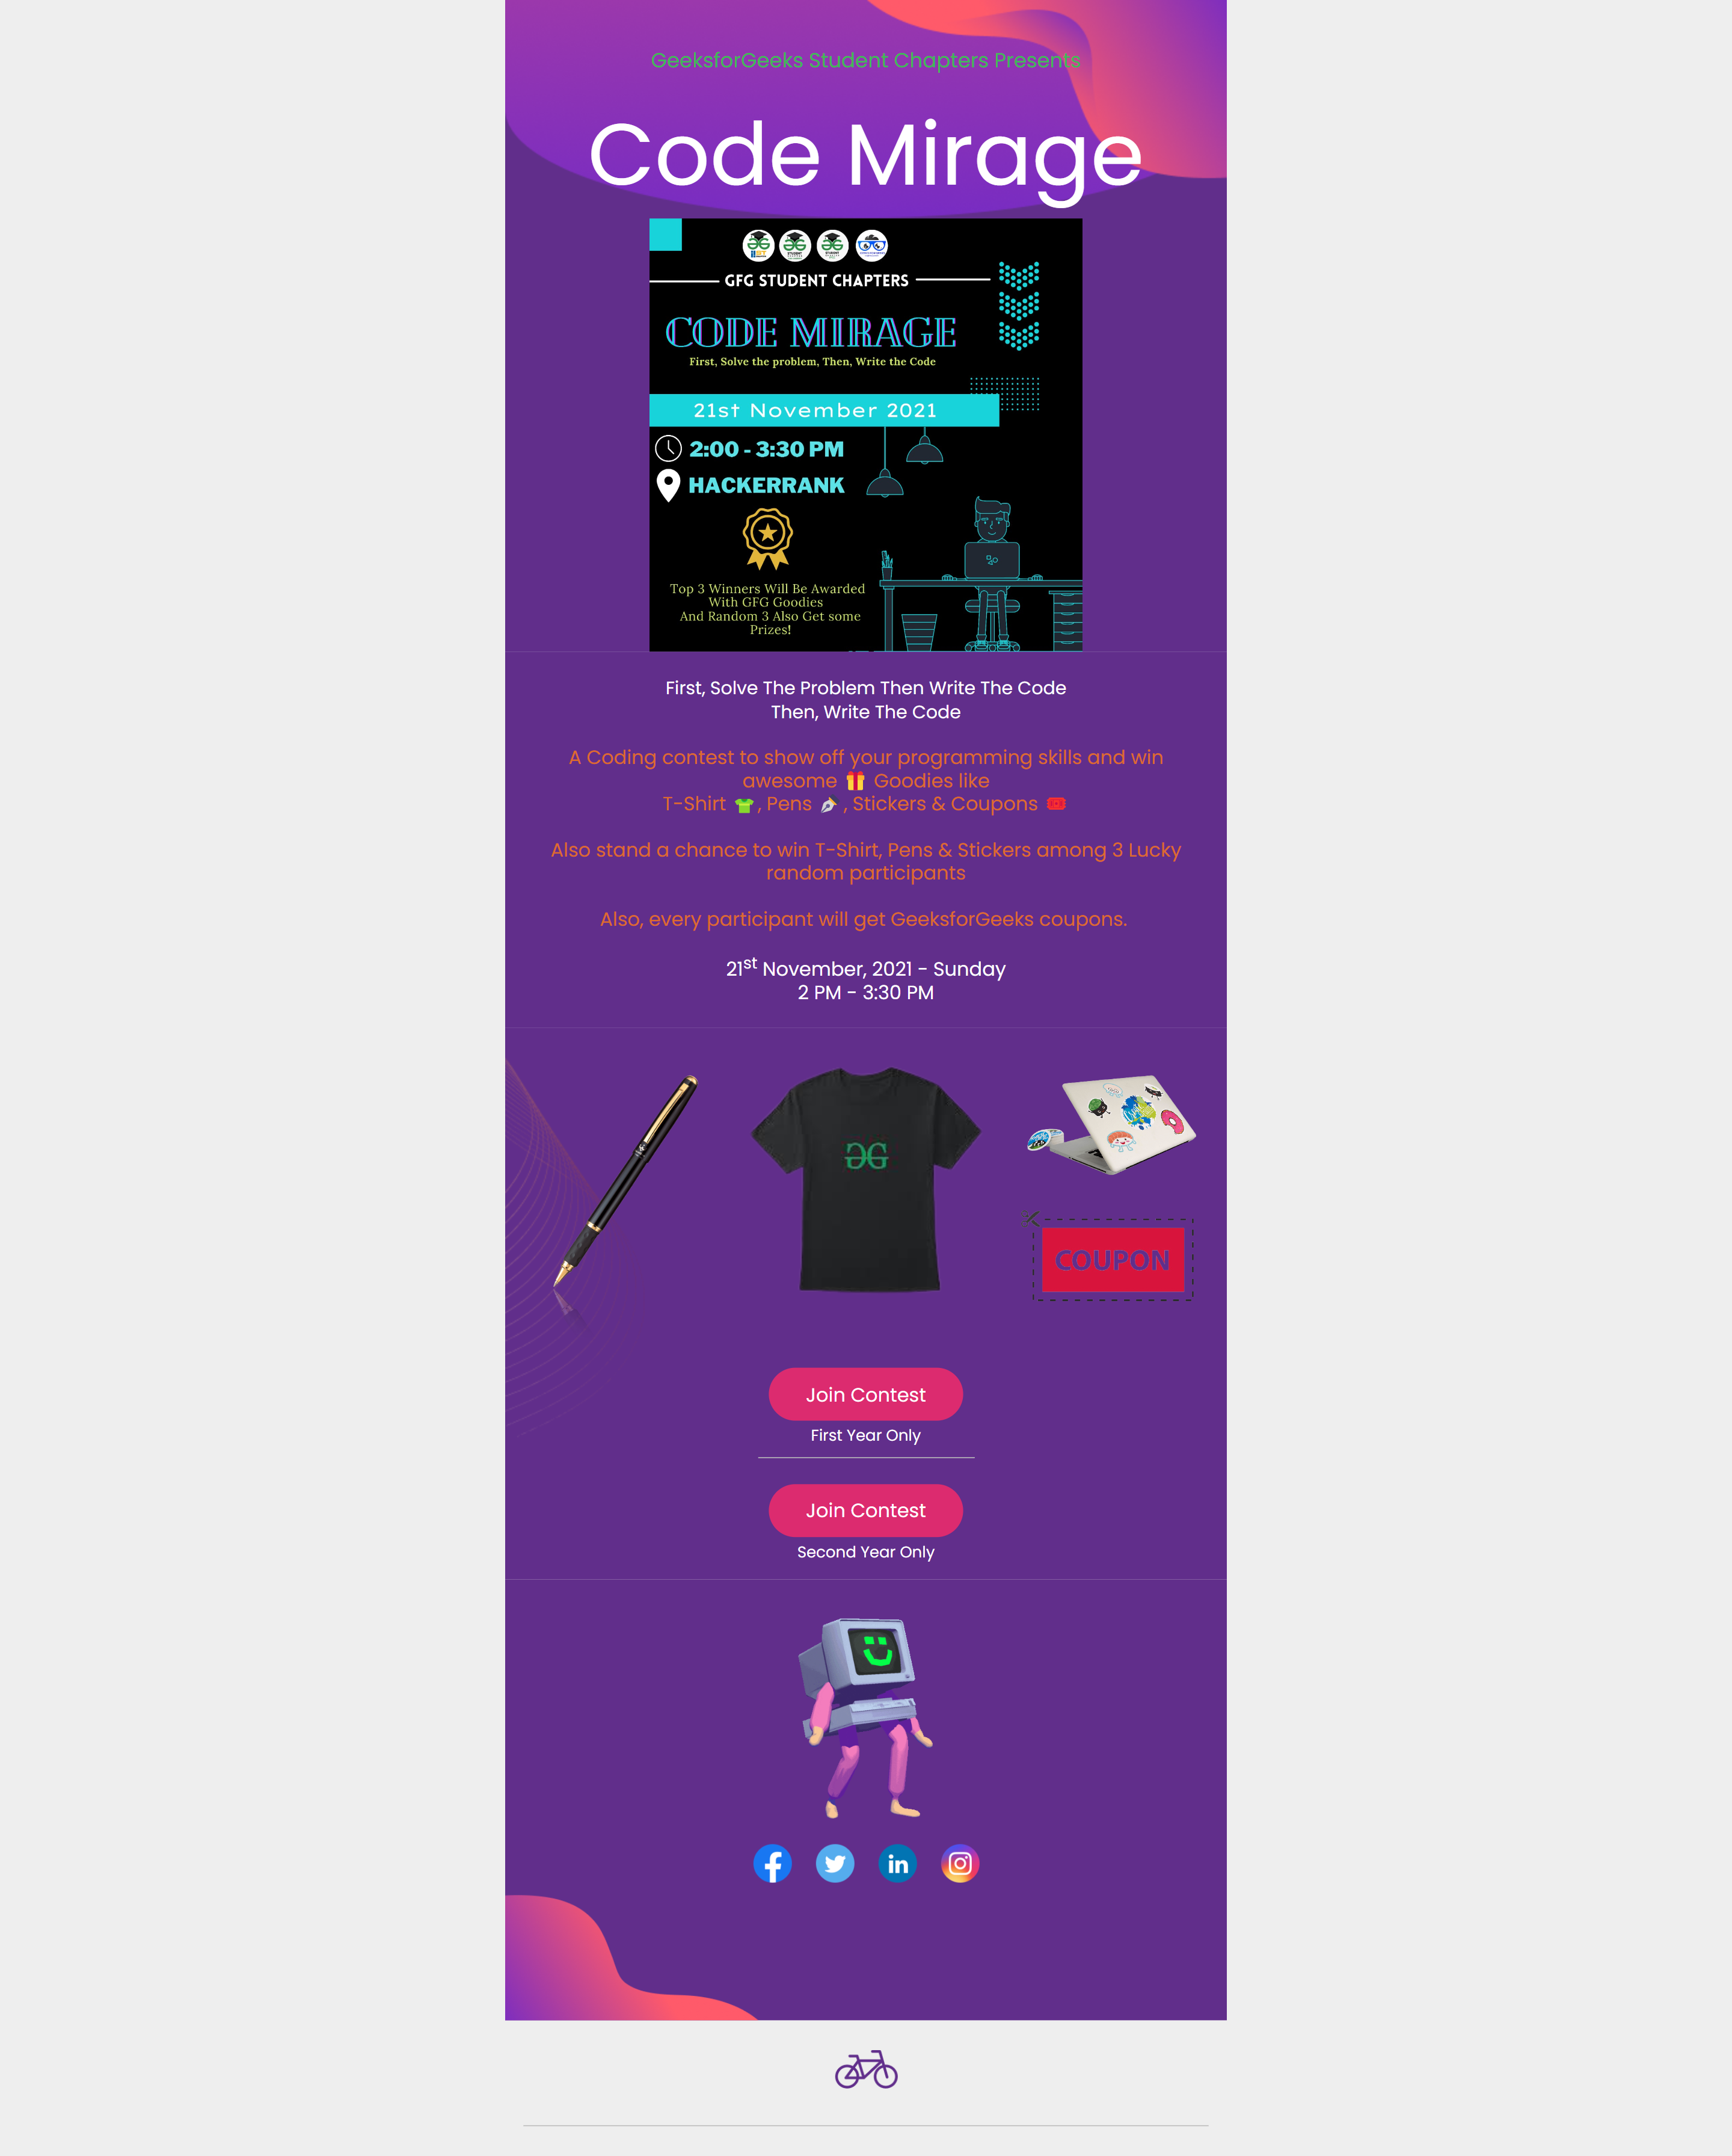 GeeksforGeeks Student Chapters Presents
Code Mirage
GFG STUDENT CHAPTERS
CODE MIRAGE
First, Solve the problem, Then, Write the Code
21st November 2021
2:00 - 3:30 PM
HACKERRANK
Top 3 Winners Will Be Awarded
With GFG Goodies
And Random 3 Also Get some
Prizes!
First, Solve The Problem Then Write The Code
Then, Write The Code
A Coding contest to show off your programming skills and win
awesome 🎁 Goodies like
T-Shirt 👕, Pens ✒️, Stickers & Coupons 🎟️
Also stand a chance to win T-Shirt, Pens & Stickers among 3 Lucky
random participants
Also, every participant will get GeeksforGeeks coupons.
21st November, 2021 - Sunday
2 PM - 3:30 PM
COUPON
Join Contest
First Year Only
Join Contest
Second Year Only